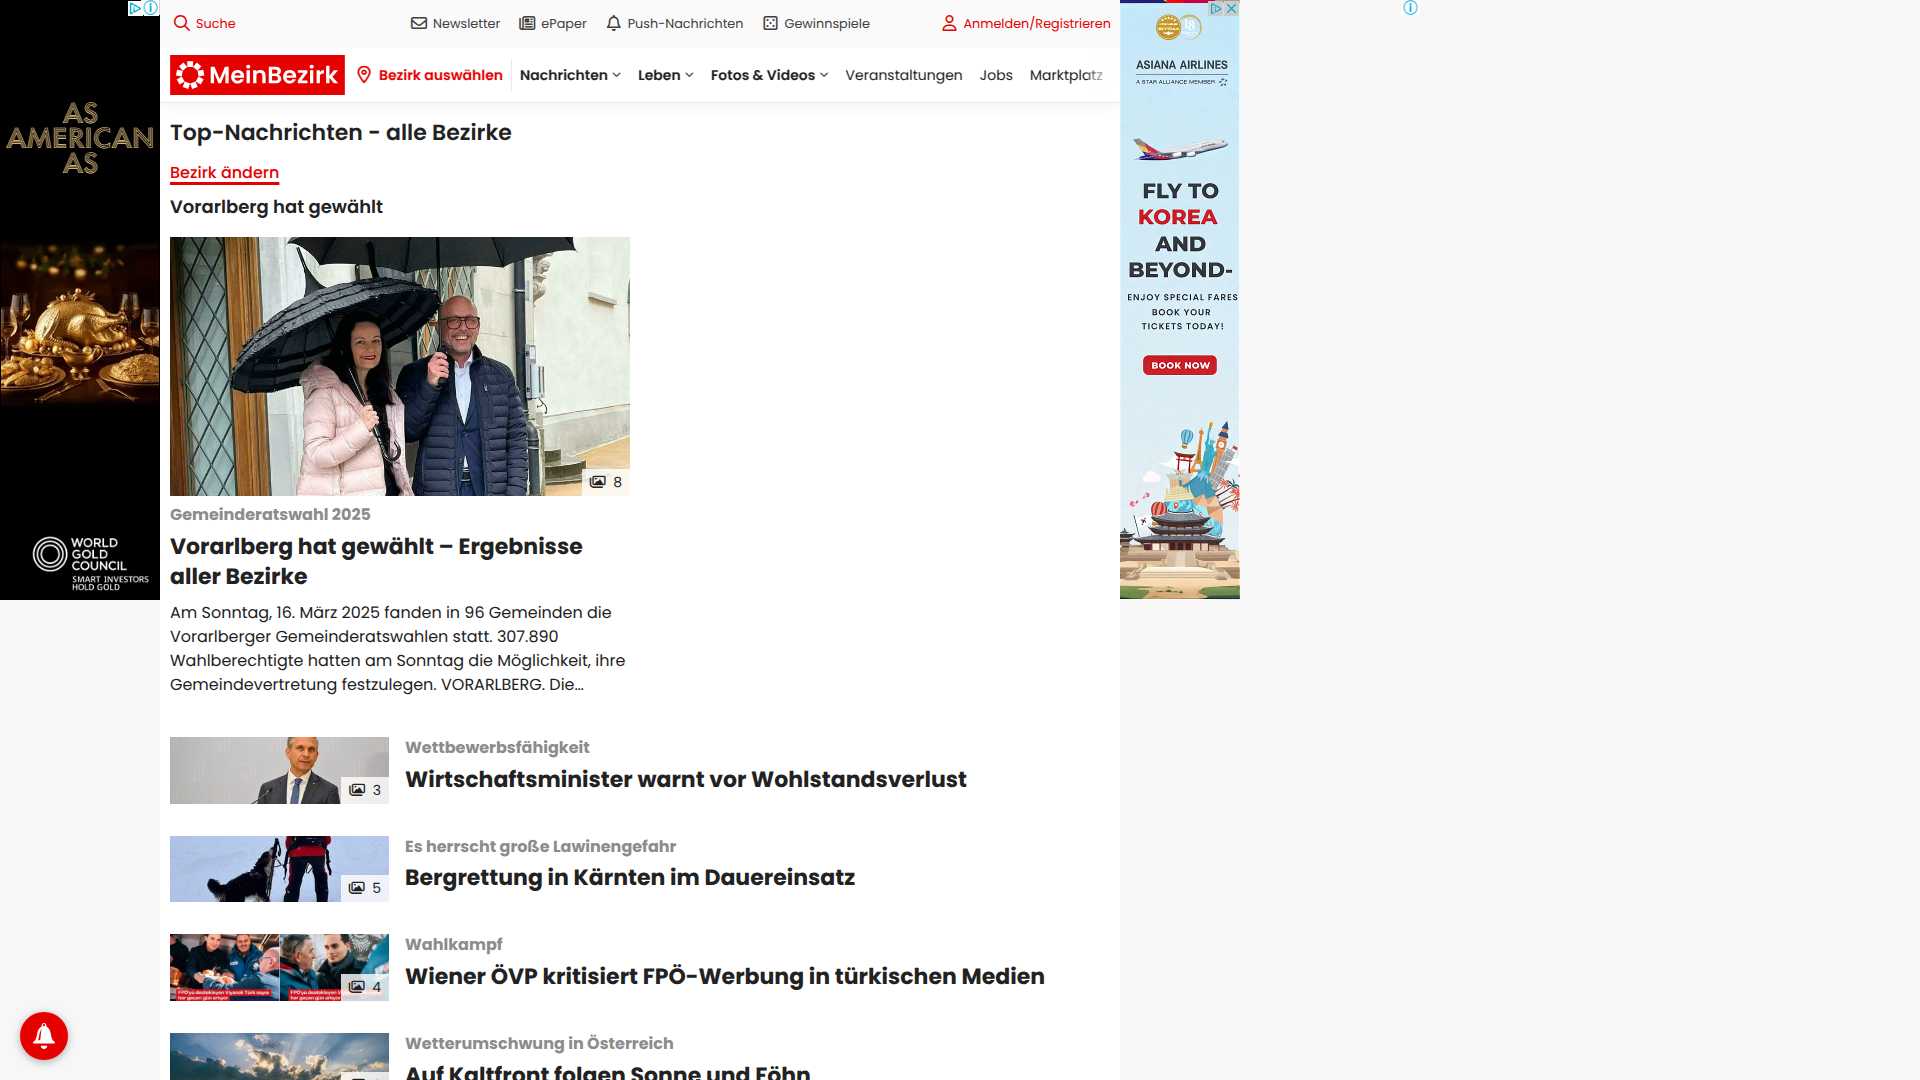 Suche
Newsletter
ePaper
Push-Nachrichten
Gewinnspiele
Anmelden/Registrieren
MeinBezirk
Bezirk auswählen
Nachrichten
Leben
Fotos & Videos
Veranstaltungen
Jobs
Marktplatz
AS
AMERICAN
AS
WORLD
GOLD
COUNCIL
SMART INVESTORS
HOLD GOLD
Top-Nachrichten - alle Bezirke
Bezirk ändern
Vorarlberg hat gewählt
8
Gemeinderatswahl 2025
Vorarlberg hat gewählt – Ergebnisse
aller Bezirke
Am Sonntag, 16. März 2025 fanden in 96 Gemeinden die
Vorarlberger Gemeinderatswahlen statt. 307.890
Wahlberechtigte hatten am Sonntag die Möglichkeit, ihre
Gemeindevertretung festzulegen. VORARLBERG. Die...
3
Wettbewerbsfähigkeit
Wirtschaftsminister warnt vor Wohlstandsverlust
5
Es herrscht große Lawinengefahr
Bergrettung in Kärnten im Dauereinsatz
4
Wahlkampf
Wiener ÖVP kritisiert FPÖ-Werbung in türkischen Medien
Wetterumschwung in Österreich
Auf Kaltfront folgen Sonne und Föhn
ASIANA AIRLINES
A STAR ALLIANCE MEMBER
FLY TO
KOREA
AND
BEYOND-
ENJOY SPECIAL FARES
BOOK YOUR
TICKETS TODAY!
BOOK NOW